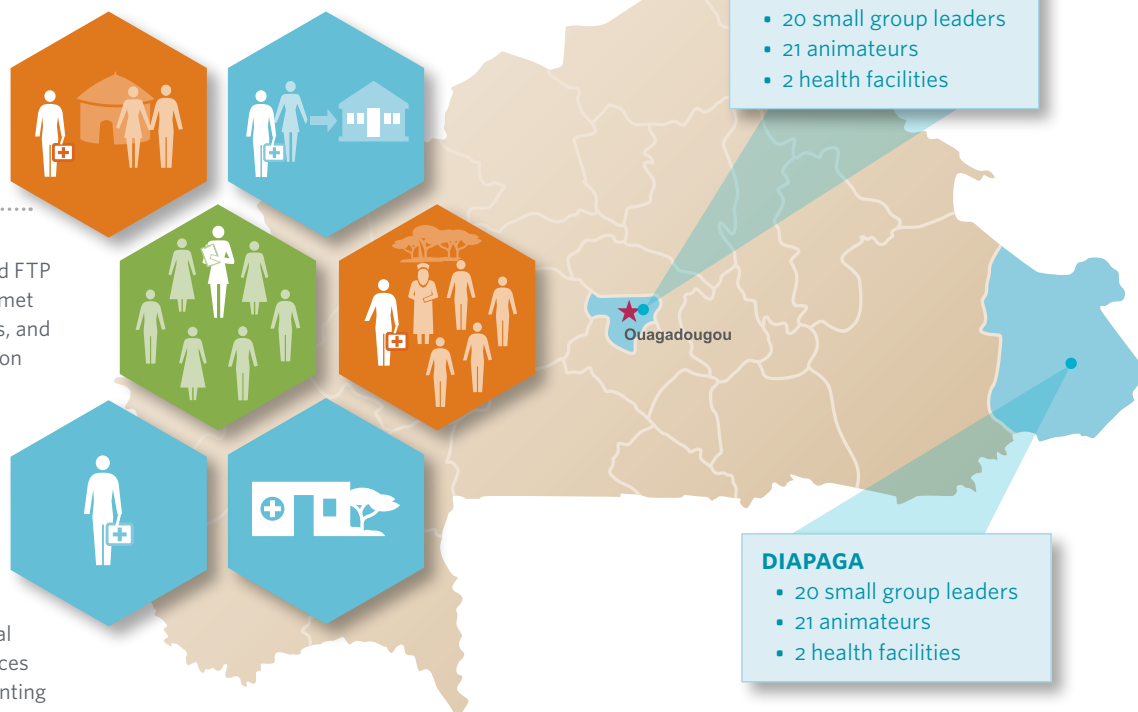 • 20 small group leaders
• 21 animateurs
• 2 health facilities
d FTP
met
s, and
on
Ouagadougou
DIAPAGA
• 20 small group leaders
• 21 animateurs
• 2 health facilities
al
ces
nting